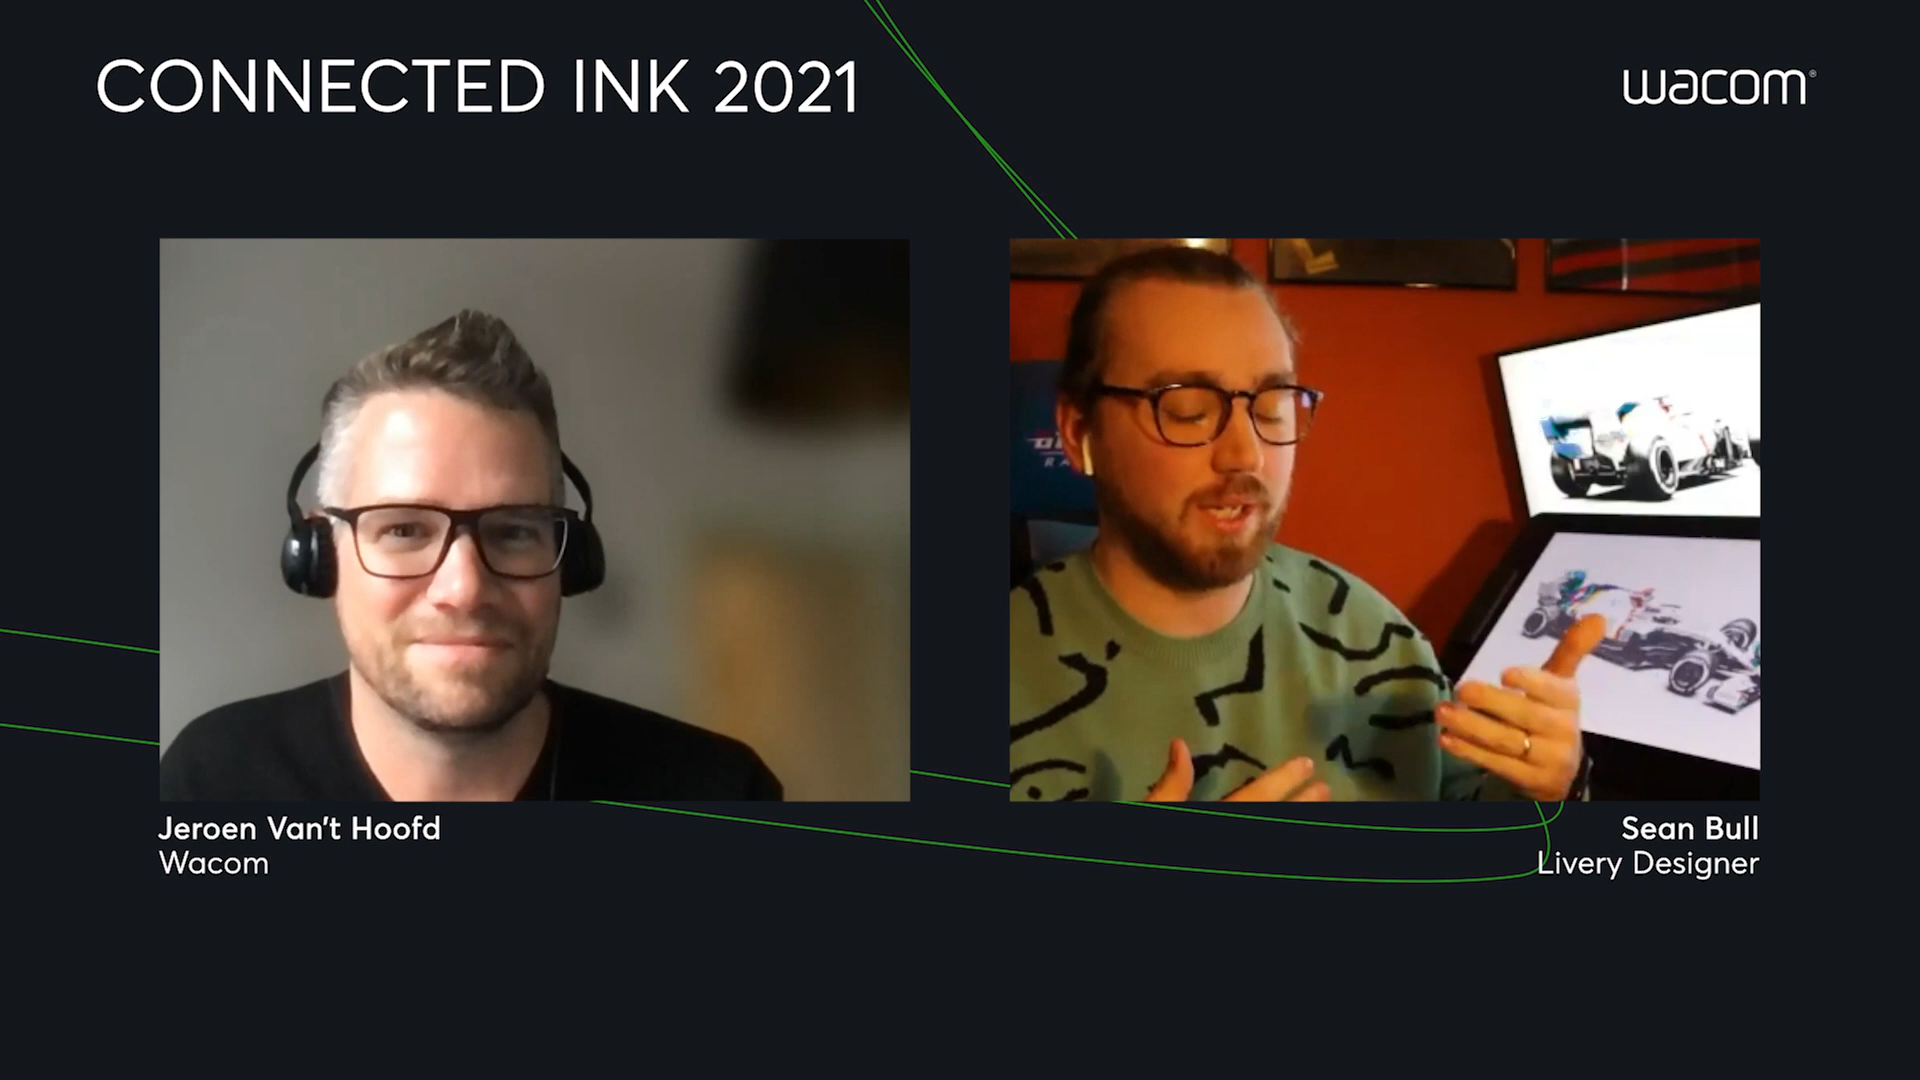 CONNECTED INK 2021
wacom®
Jeroen Van't Hoofd
Wacom
Sean Bull
Livery Designer